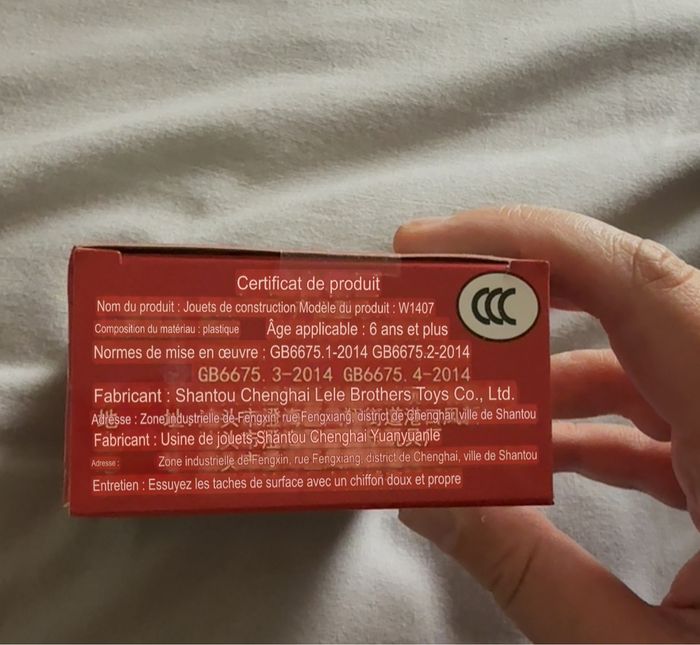 Certificat de produit
CCC
Nom du produit : Jouets de construction Modèle du produit : W1407
Composition du matériau : plastique Âge applicable : 6 ans et plus
Normes de mise en œuvre : GB6675.1-2014 GB6675.2-2014
GB6675. 3-2014 GB6675. 4-2014
Fabricant : Shantou Chenghai Lele Brothers Toys Co., Ltd.
Adresse : Zone industrielle de Fengxin, rue Fengxiang, district de Chenghai, ville de Shantou
Fabricant : Usine de jouets Shantou Chenghai Yuanyuanle
Adresse : Zone industrielle de Fengxin, rue Fengxiang, district de Chenghai, ville de Shantou
Entretien : Essuyez les taches de surface avec un chiffon doux et propre